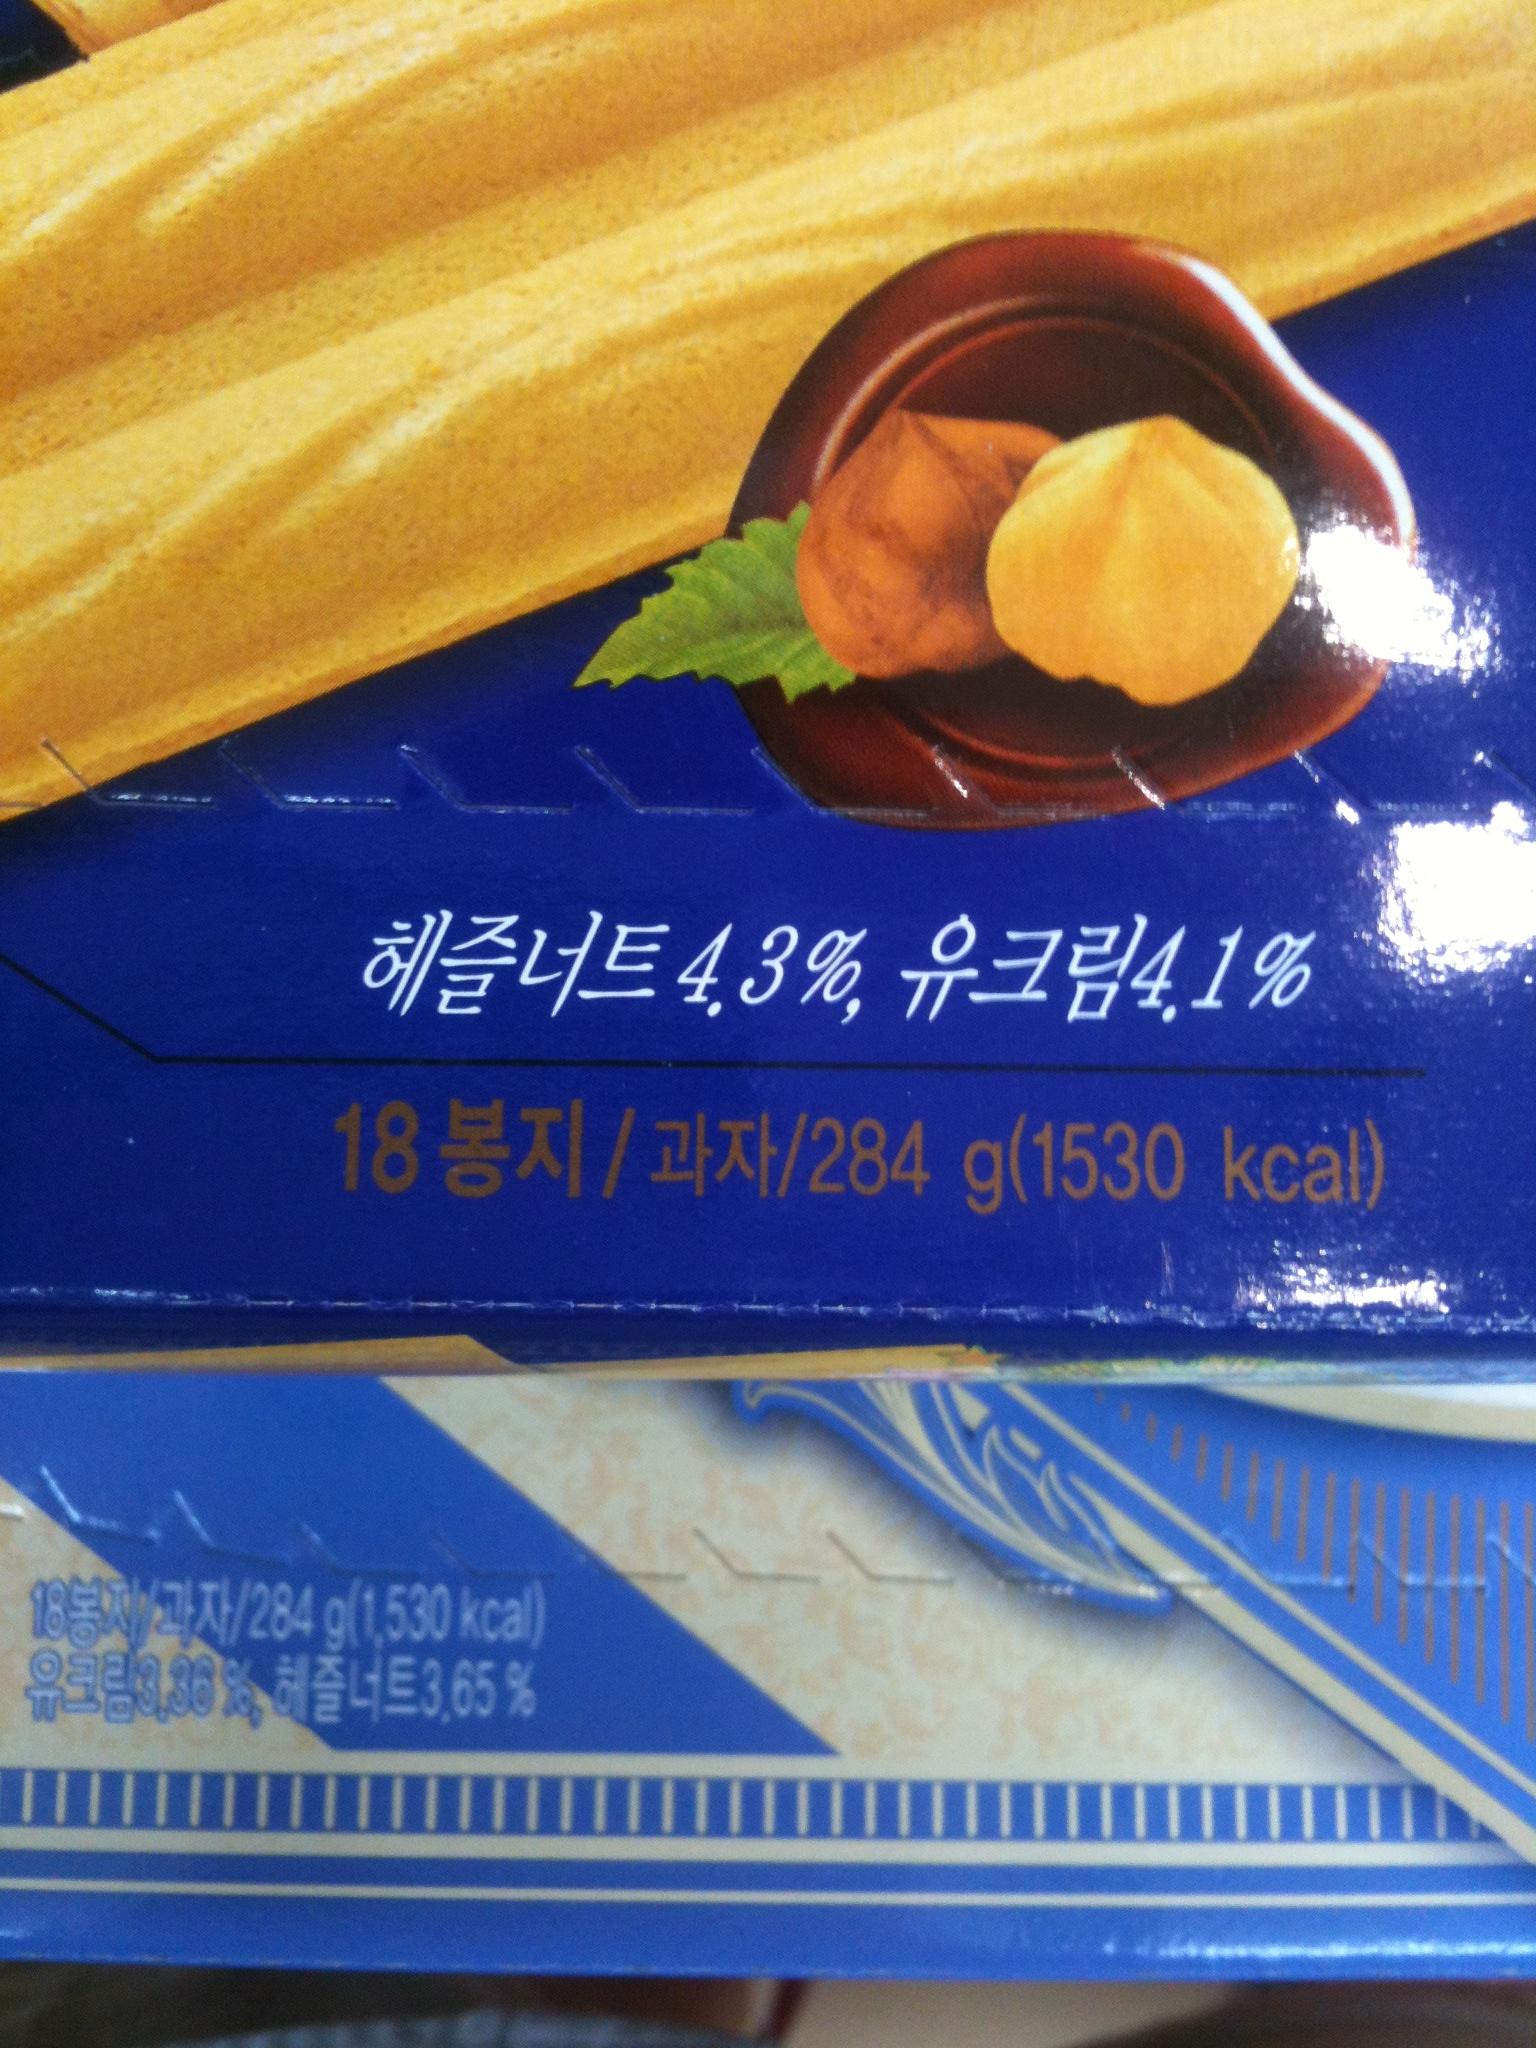 헤즐너트4.3%, 유크림4.1%
18봉지/과자/284 g(1530 kcal)
18봉지/과자/284 g(1,530 kcal)
유크림3.36 %, 헤즐너트3.65 %